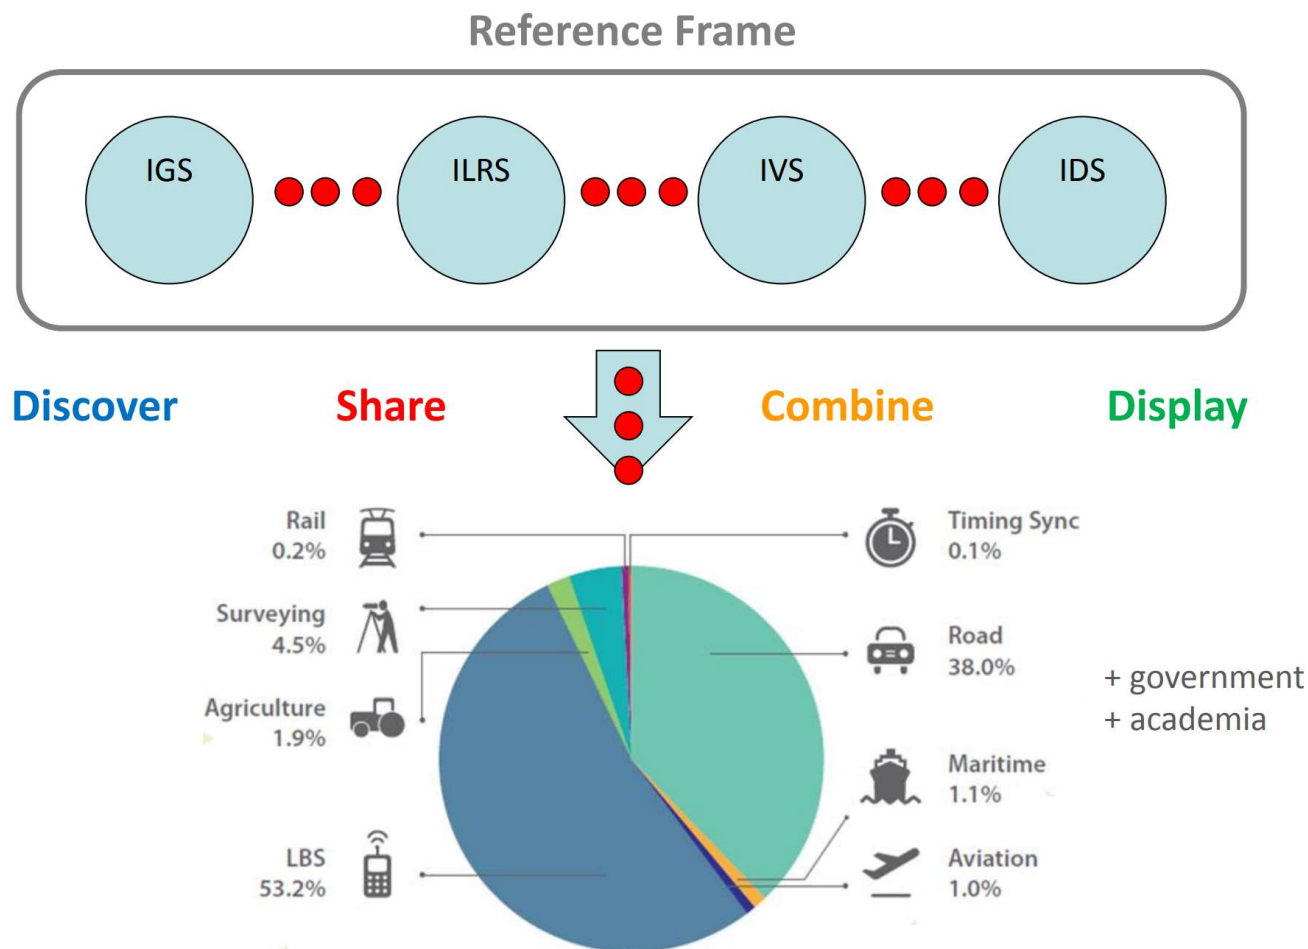 Reference Frame
IGS
ILRS
IVS
IDS
Discover
Share
Combine
Display
Rail
0.2%
Surveying
4.5%
Agriculture
1.9%
LBS
53.2%
Timing Sync
0.1%
Road
38.0%
Maritime
1.1%
Aviation
1.0%
+ government
+ academia